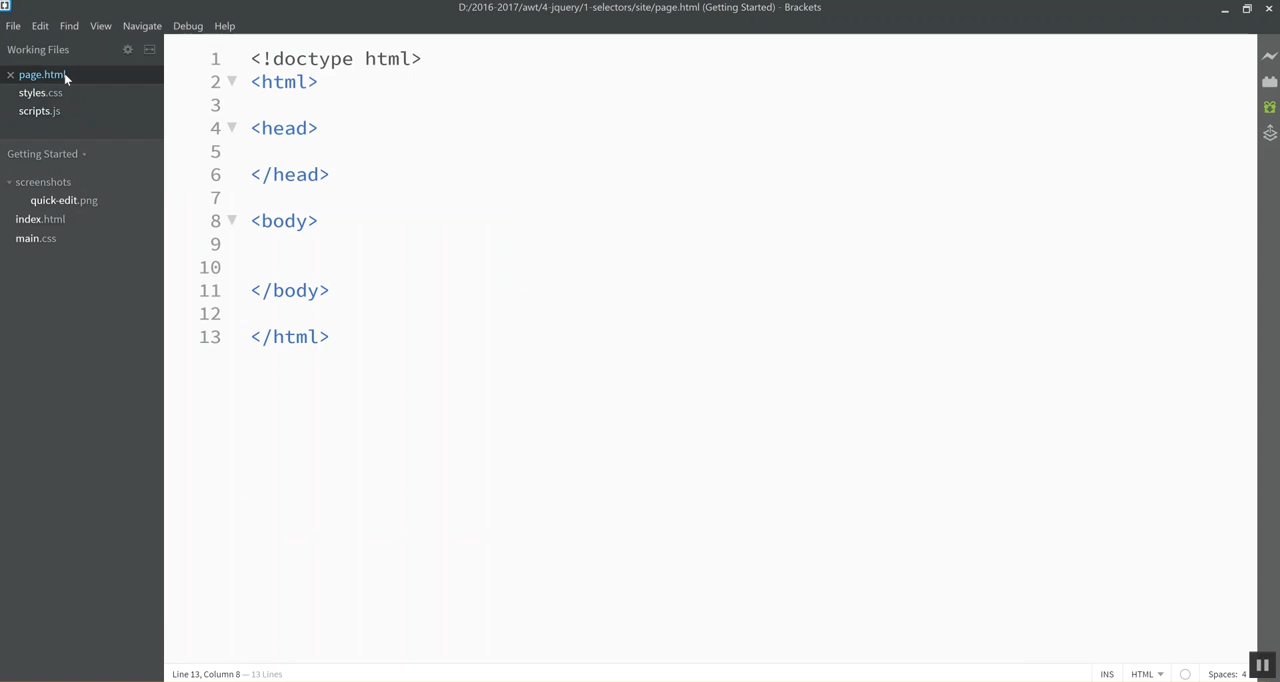 D:/2016-2017/awt/4-jquery/1-selectors/site/page.html (Getting Started) - Brackets
File Edit Find View Navigate Debug Help
Working Files
page.html
styles.css
scripts.js
Getting Started
screenshots
quick-edit.png
index.html
main.css
1 <!doctype html>
2 <html>
3
4 <head>
5
6 </head>
7
8 <body>
9
10
11 </body>
12
13 </html>
Line 13, Column 8 — 13 Lines
INS HTML Spaces: 4